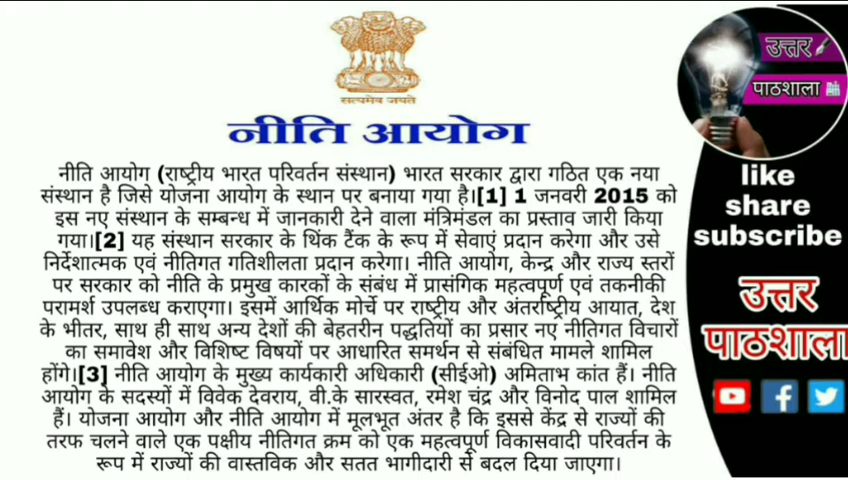 सत्यमेव जयते
नीति आयोग
नीति आयोग (राष्ट्रीय भारत परिवर्तन संस्थान) भारत सरकार द्वारा गठित एक नया
संस्थान है जिसे योजना आयोग के स्थान पर बनाया गया है।[1] 1 जनवरी 2015 को
इस नए संस्थान के सम्बन्ध में जानकारी देने वाला मंत्रिमंडल का प्रस्ताव जारी किया
गया।[2] यह संस्थान सरकार के थिंक टैंक के रूप में सेवाएं प्रदान करेगा और उसे
निर्देशात्मक एवं नीतिगत गतिशीलता प्रदान करेगा। नीति आयोग, केन्द्र और राज्य स्तरों
पर सरकार को नीति के प्रमुख कारकों के संबंध में प्रासंगिक महत्वपूर्ण एवं तकनीकी
परामर्श उपलब्ध कराएगा। इसमें आर्थिक मोर्चे पर राष्ट्रीय और अंतर्राष्ट्रीय आयात, देश
के भीतर, साथ ही साथ अन्य देशों की बेहतरीन पद्धतियों का प्रसार नए नीतिगत विचारों
का समावेश और विशिष्ट विषयों पर आधारित समर्थन से संबंधित मामले शामिल
होंगे।[3] नीति आयोग के मुख्य कार्यकारी अधिकारी (सीईओ) अमिताभ कांत हैं। नीति
आयोग के सदस्यों में विवेक देवराय, वी.के. सारस्वत, रमेश चंद्र और विनोद पाल शामिल
हैं। योजना आयोग और नीति आयोग में मूलभूत अंतर है कि इससे केंद्र से राज्यों की
तरफ चलने वाले एक पक्षीय नीतिगत क्रम को एक महत्वपूर्ण विकासवादी परिवर्तन के
रूप में राज्यों की वास्तविक और सतत भागीदारी से बदल दिया जाएगा।
उत्तर
पाठशाला
like
share
subscribe
उत्तर
पाठशाला